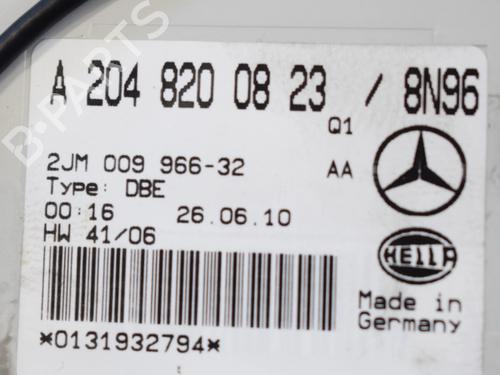 A 204 820 08 23 / 8N96
Q1
2JM 009 966-32 AA
Type: DBE
00:16 26.06.10
HW 41/06
HELLA
Made in
Germany
*0131932794*
B-PARTS